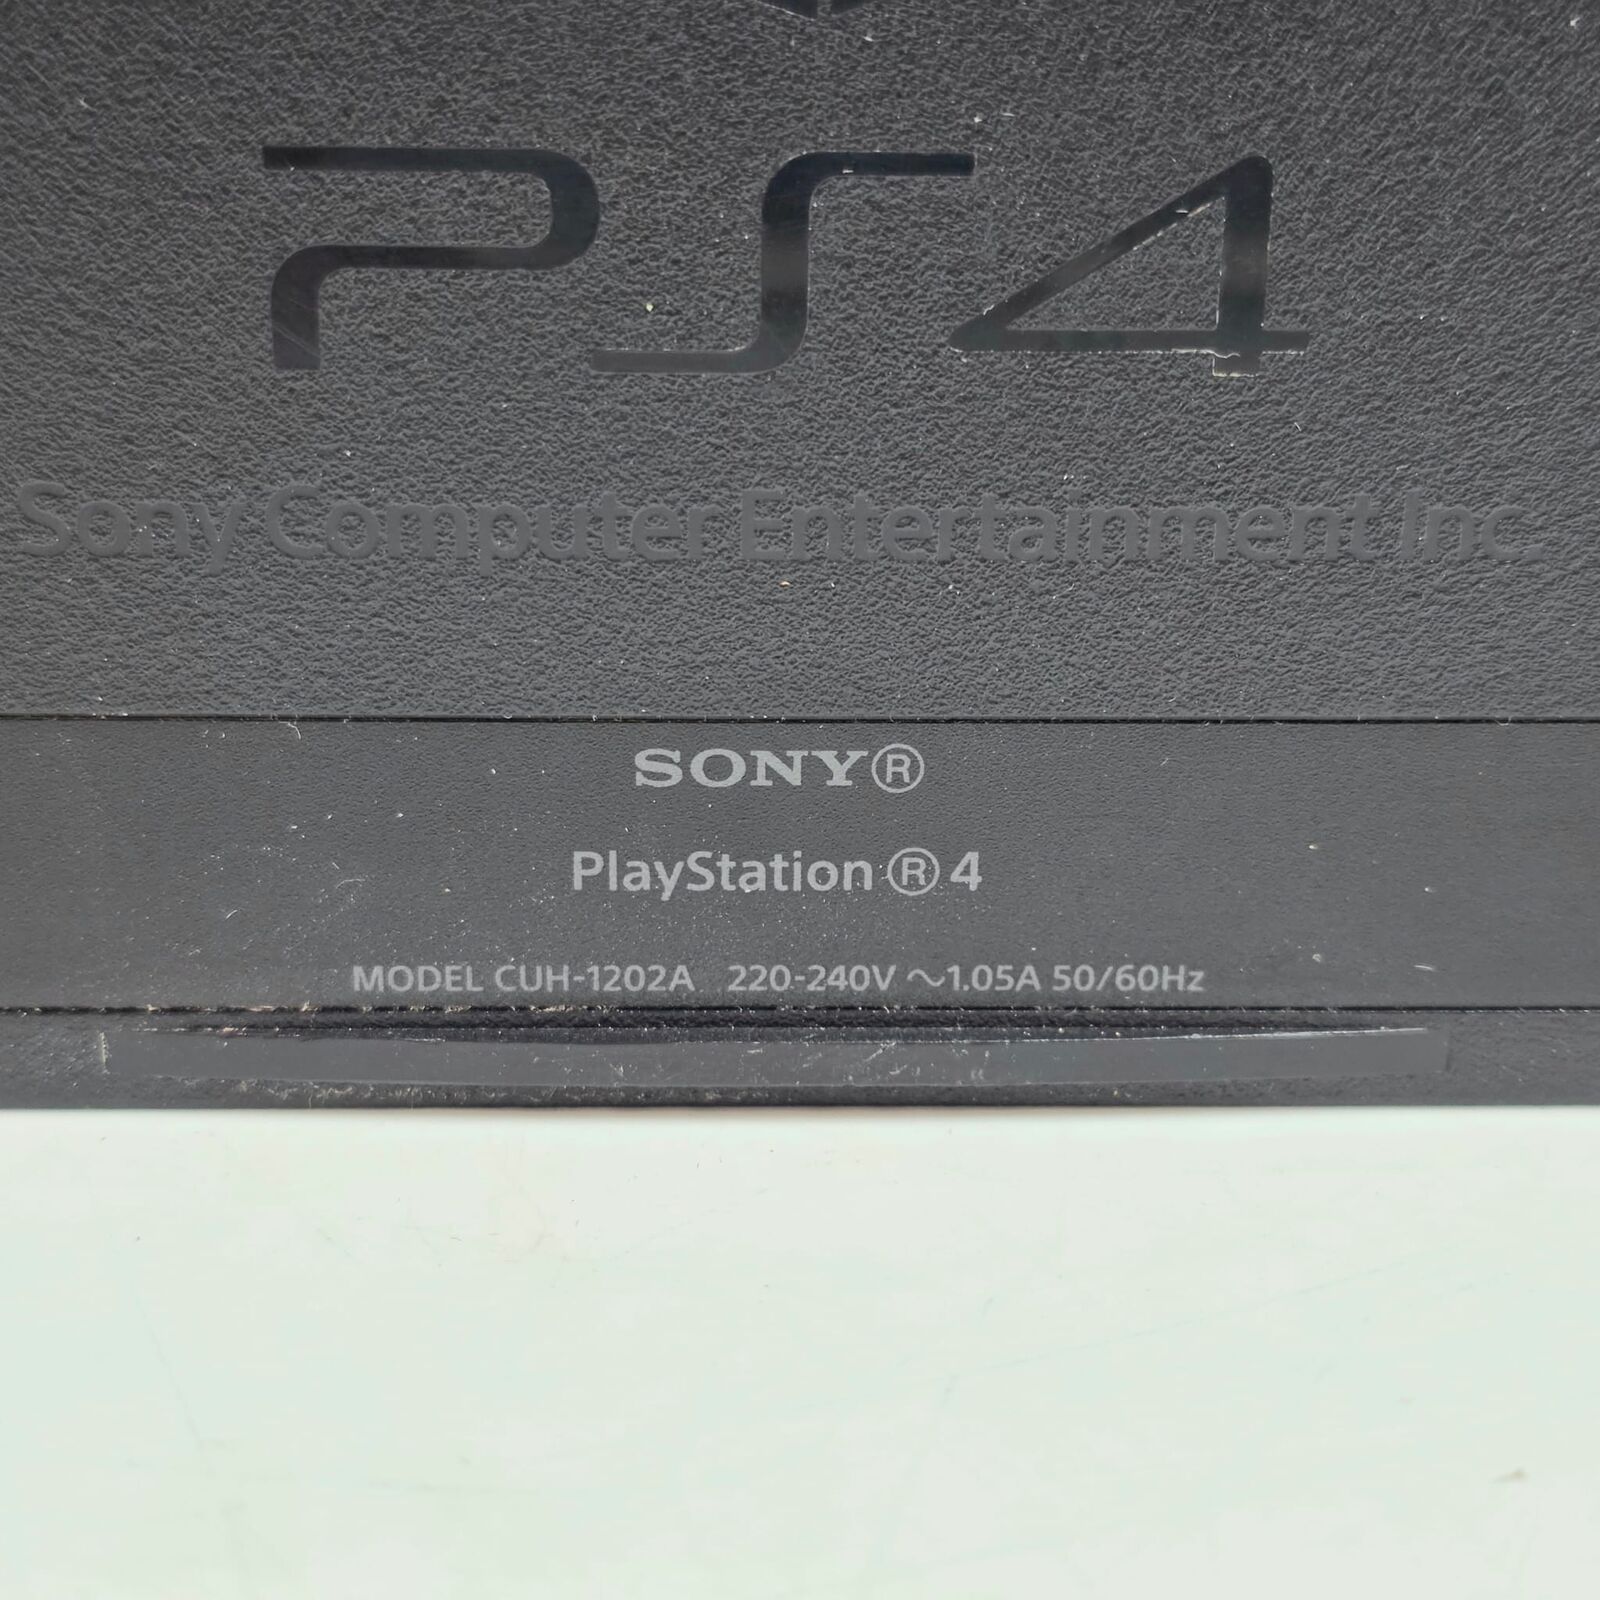 PS4
Sony Computer Entertainment Inc.
SONY®
PlayStation®4
MODEL CUH-1202A 220-240V ～1.05A 50/60Hz